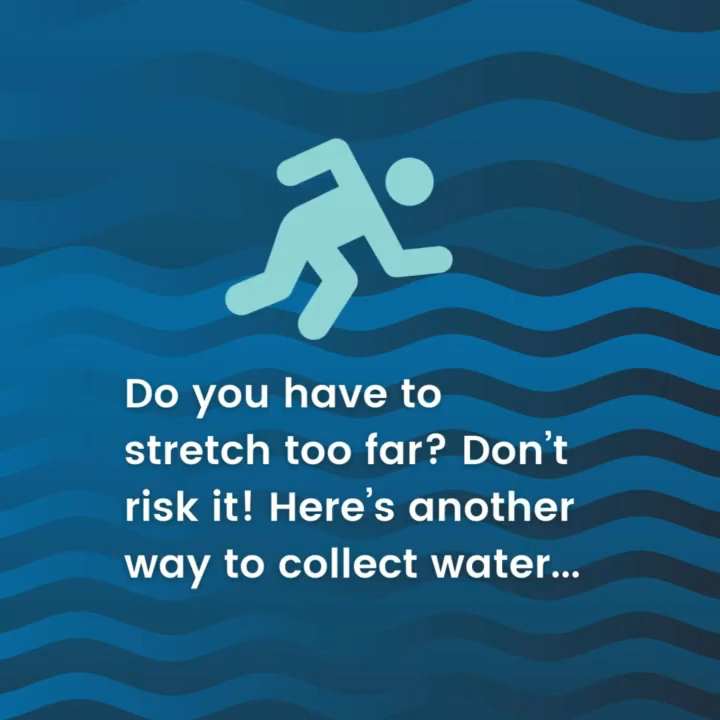 Do you have to
stretch too far? Don’t
risk it! Here’s another
way to collect water...